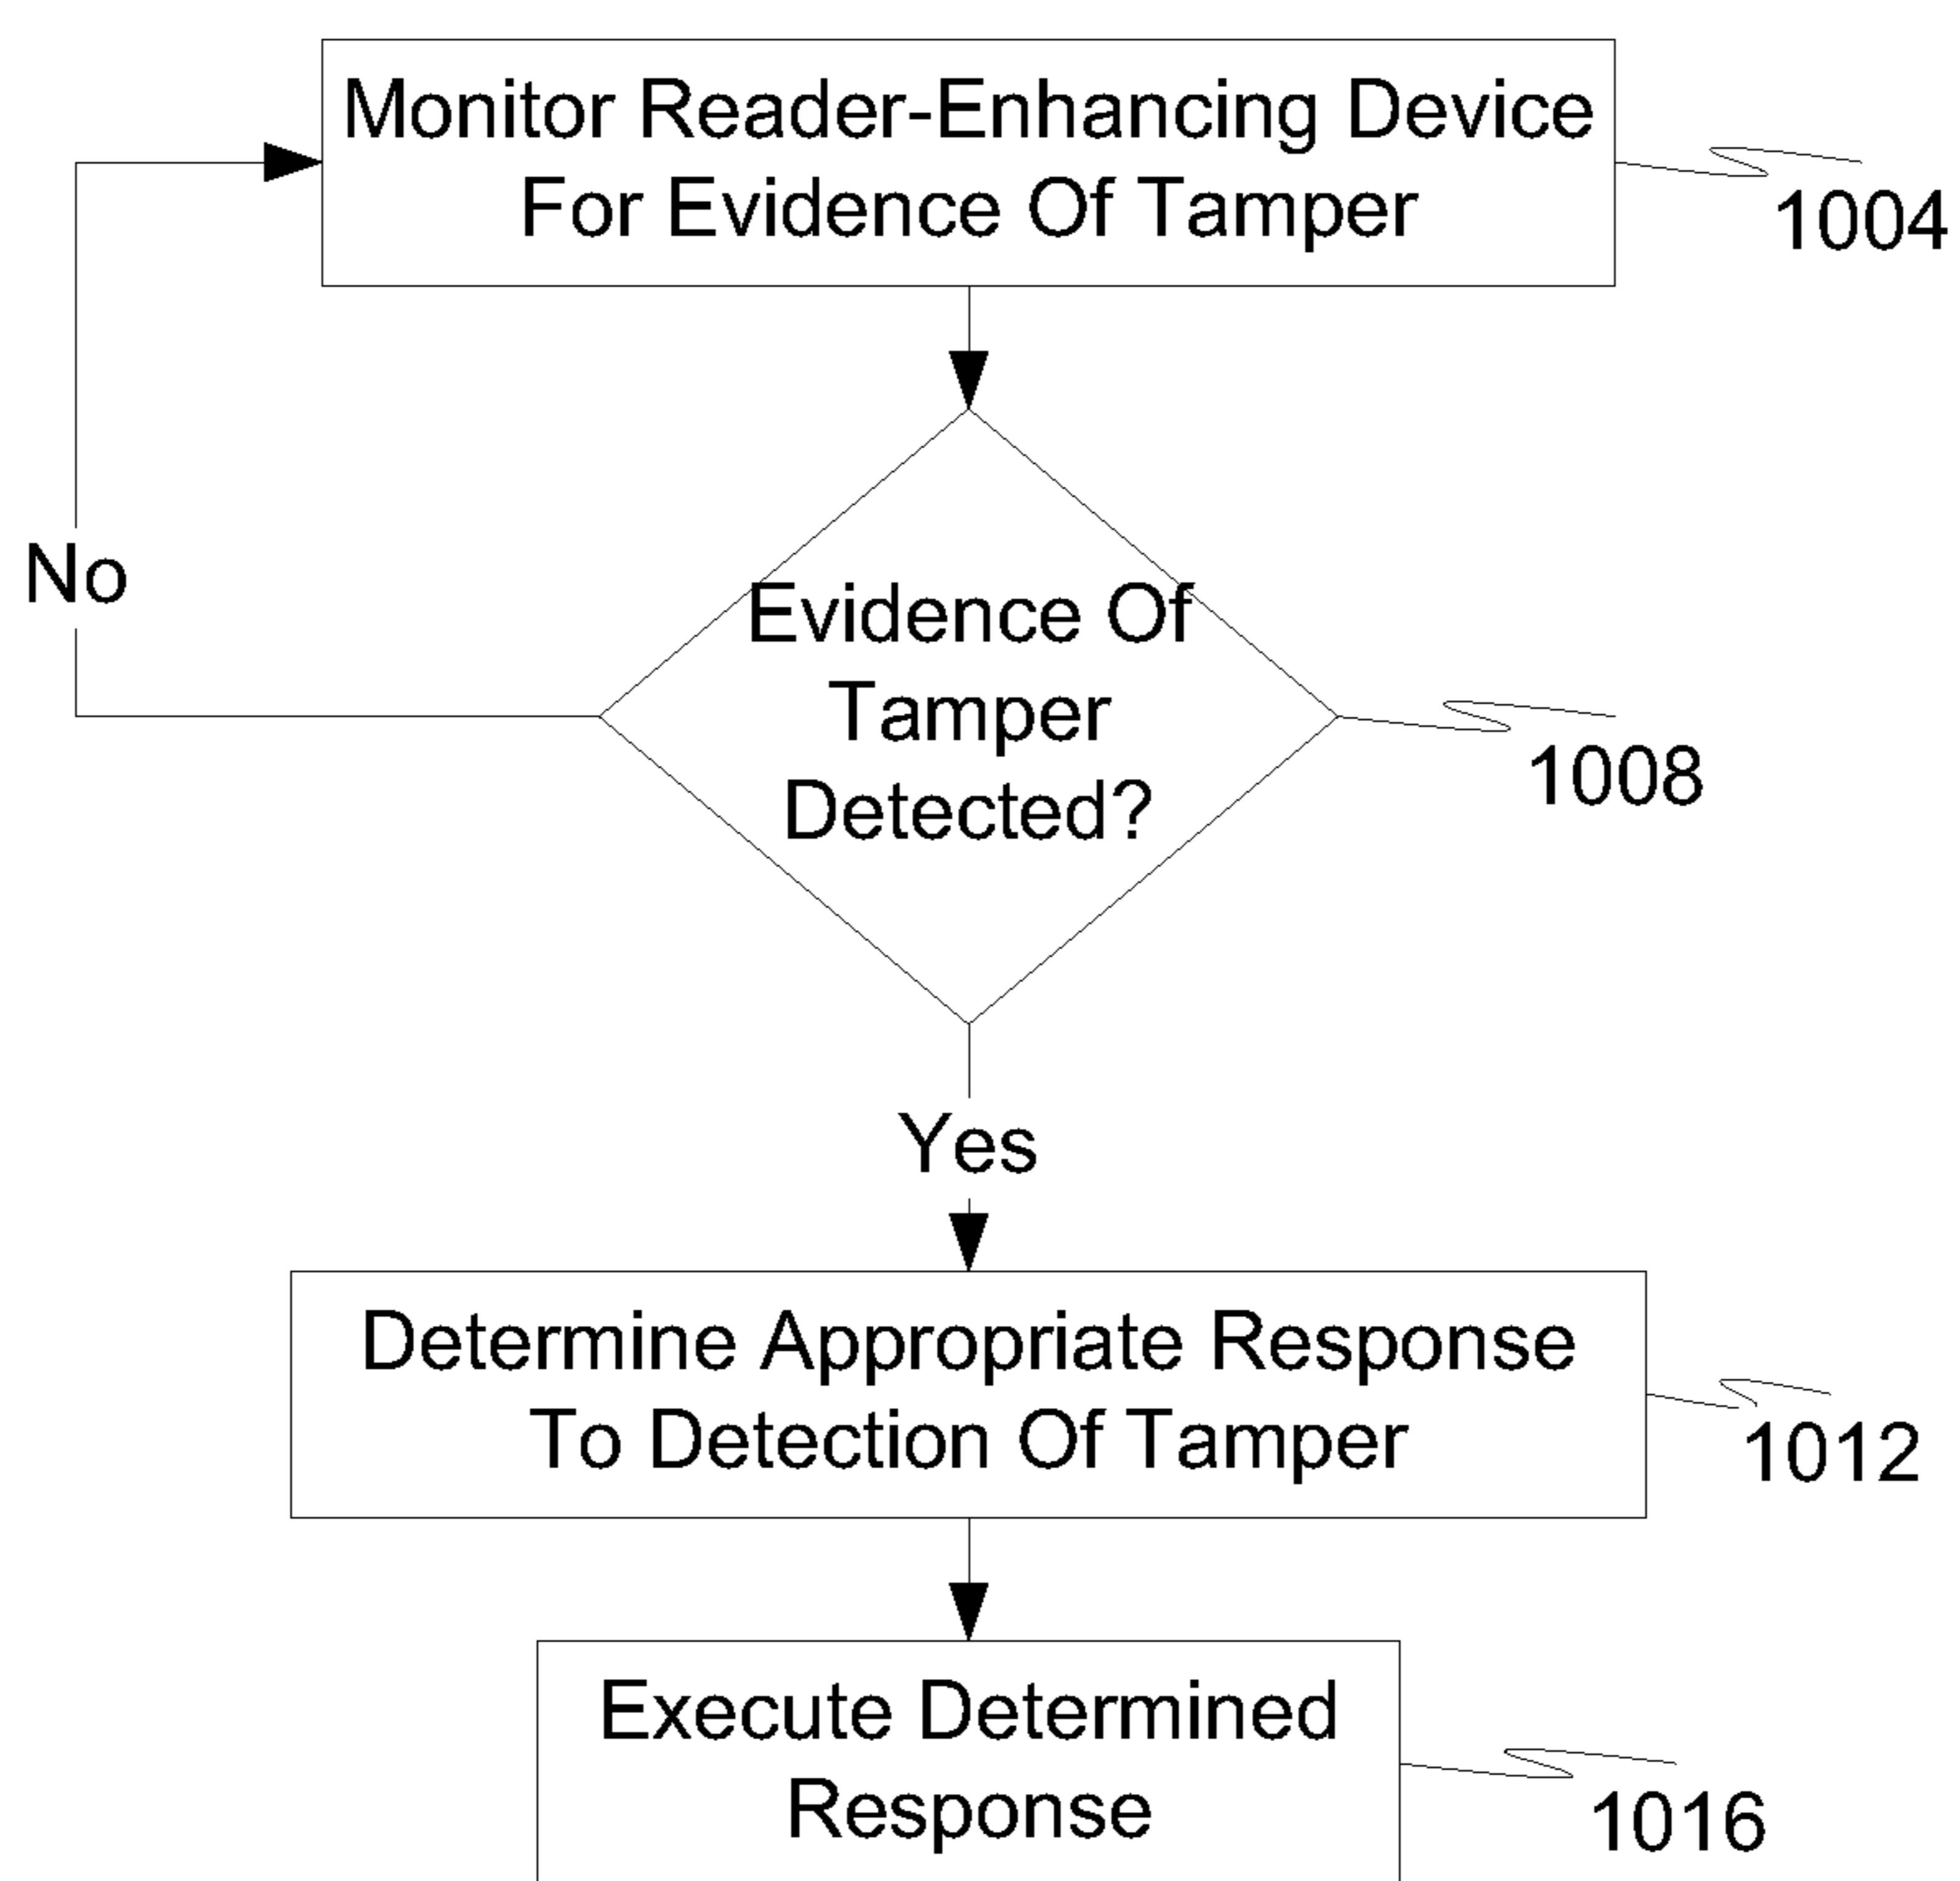 Monitor Reader-Enhancing Device
For Evidence Of Tamper
1004
No
Evidence Of
Tamper
Detected?
1008
Yes
Determine Appropriate Response
To Detection Of Tamper
1012
Execute Determined
Response
1016